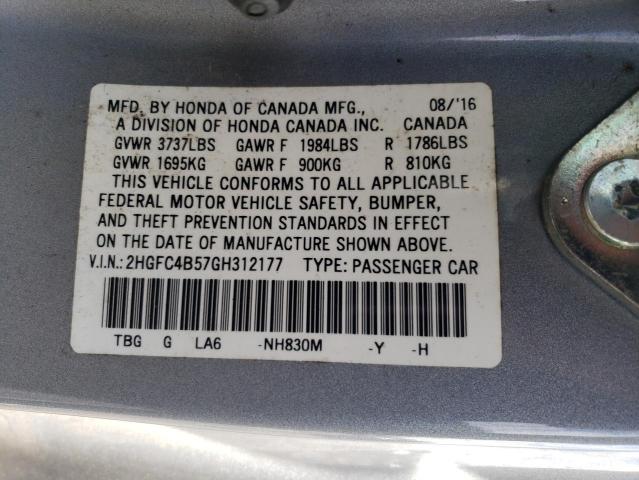 MFD. BY HONDA OF CANADA MFG., 08/'16
A DIVISION OF HONDA CANADA INC. CANADA
GVWR 3737LBS GAWR F 1984LBS R 1786LBS
GVWR 1695KG GAWR F 900KG R 810KG
THIS VEHICLE CONFORMS TO ALL APPLICABLE
FEDERAL MOTOR VEHICLE SAFETY, BUMPER,
AND THEFT PREVENTION STANDARDS IN EFFECT
ON THE DATE OF MANUFACTURE SHOWN ABOVE.
V.I.N.: 2HGFC4B57GH312177 TYPE: PASSENGER CAR
TBG G LA6 -NH830M -Y -H